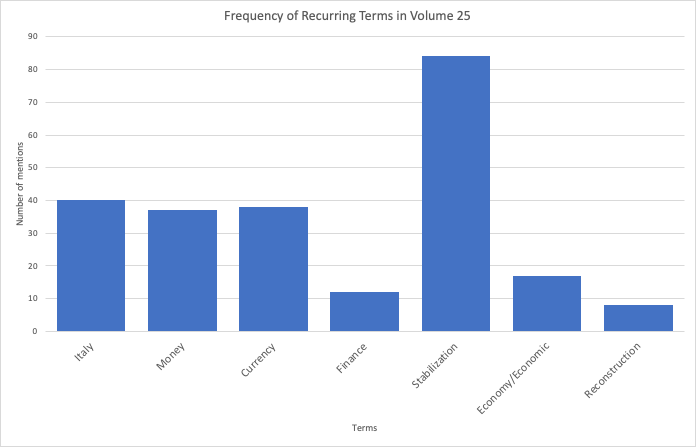 Frequency of Recurring Terms in Volume 25
90
80
70
60
50
40
30
20
10
0
Number of mentions
Italy
Money
Currency
Finance
Stabilization
Economy/Economic
Reconstruction
Terms